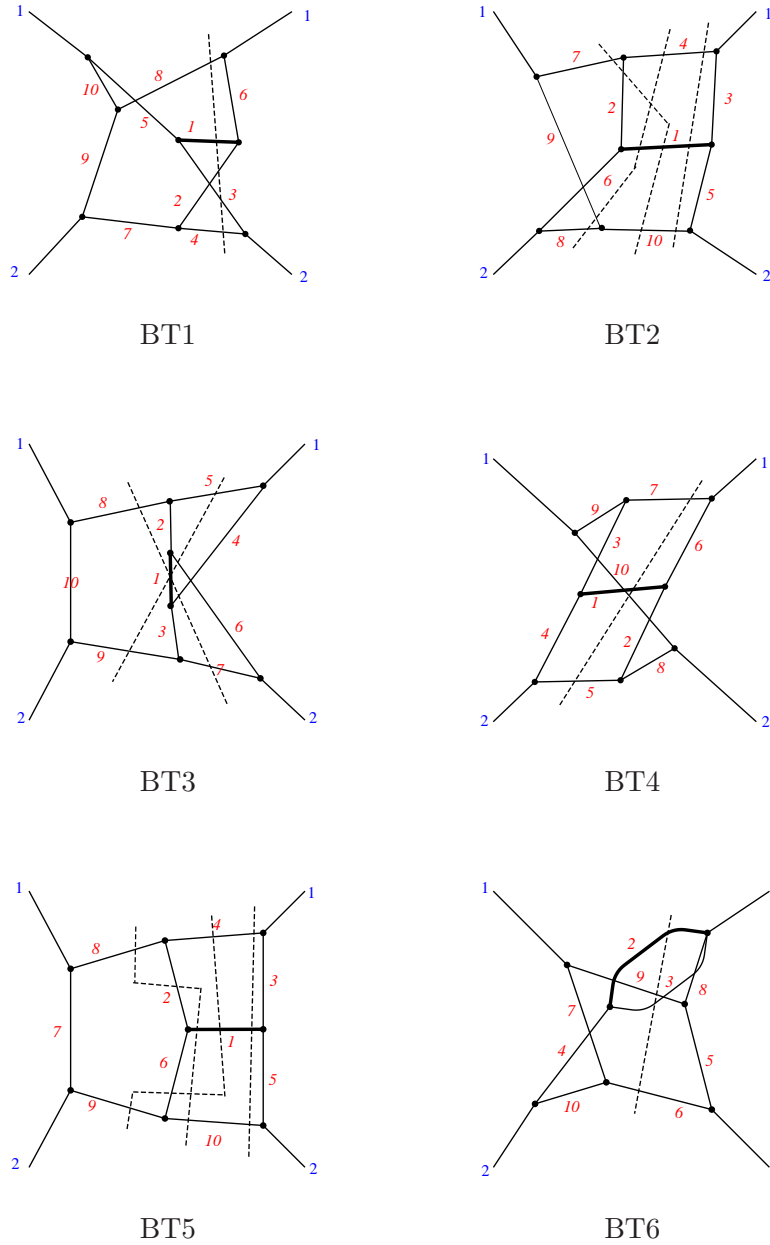 1 1 1 1
8 6 10 5 1 9 2 3 7 4
7 4 2 3 1 9 6 5 8 10
2 2 2 2
BT1 BT2
1 1 1 1
8 5 2 4 10 1 3 6 9 7
7 9 3 10 6 1 4 2 8 5
2 2 2 2
BT3 BT4
1 1 1
8 4 2 3 7 1 6 5 9 10
2 9 3 8 7 4 5 10 6
2 2 2
BT5 BT6